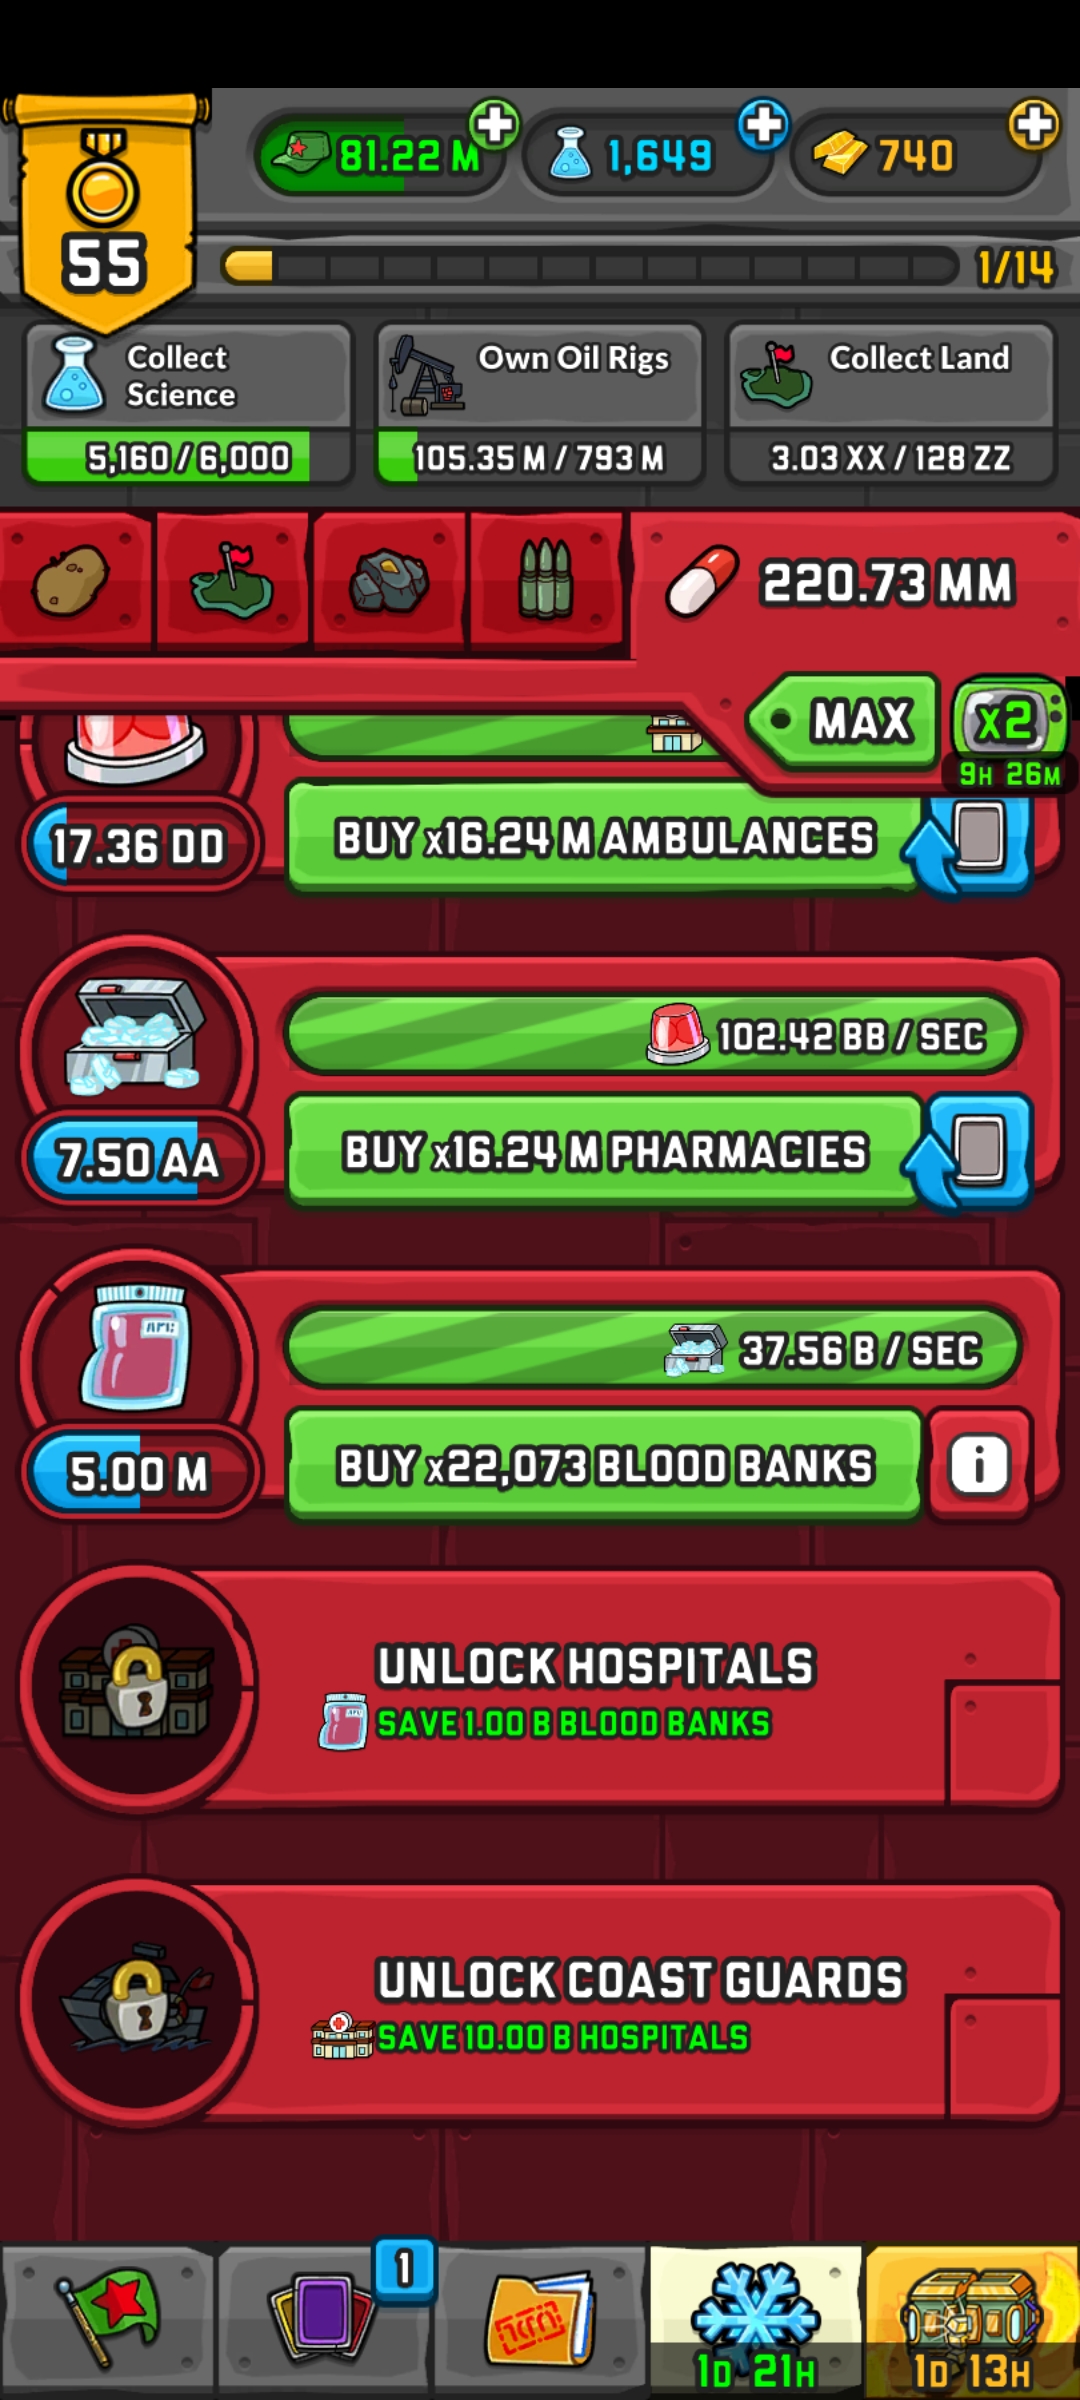 81.22 M
1,649
740
55
1/14
Collect
Science
5,160 / 6,000
Own Oil Rigs
105.35 M / 793 M
Collect Land
3.03 XX / 128 ZZ
220.73 MM
MAX
X2
9H 26M
17.36 DD
BUY x16.24 M AMBULANCES
102.42 BB / SEC
7.50 AA
BUY x16.24 M PHARMACIES
37.56 B / SEC
5.00 M
BUY x22,073 BLOOD BANKS
i
UNLOCK HOSPITALS
SAVE 1.00 B BLOOD BANKS
UNLOCK COAST GUARDS
SAVE 10.00 B HOSPITALS
1
1D 21H
1D 13H